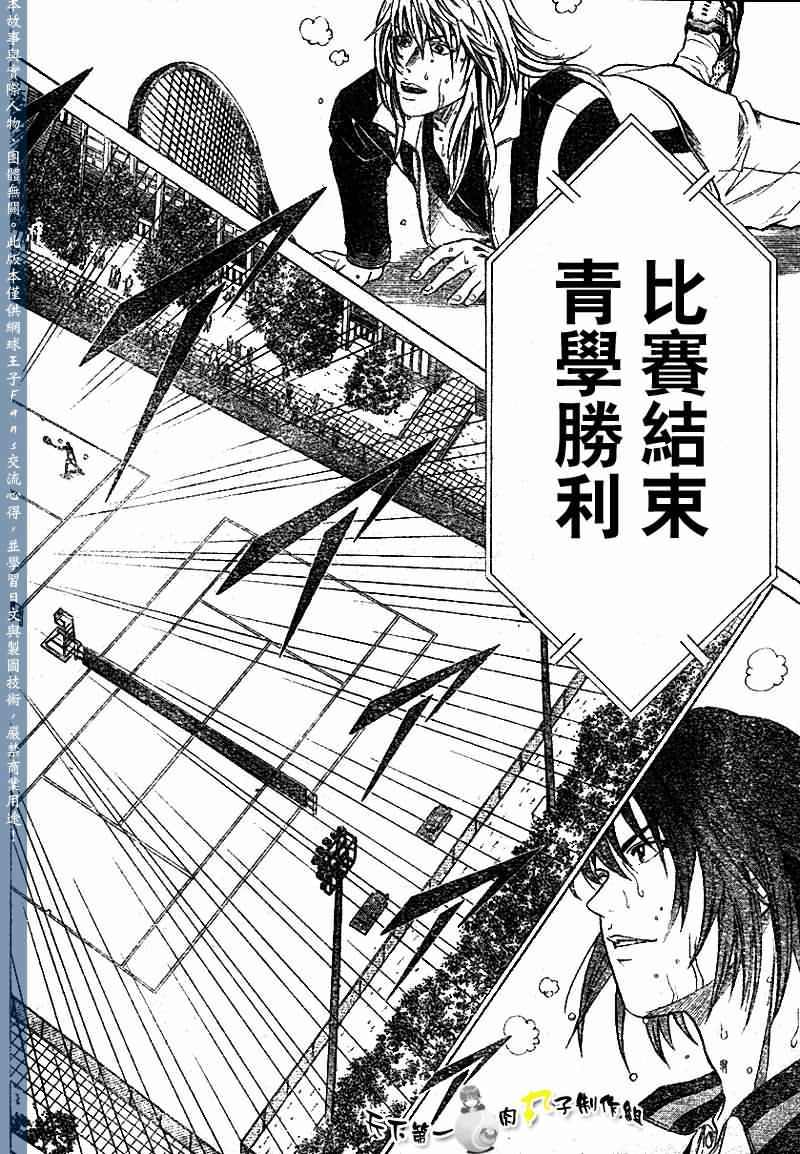 比賽結束
青學勝利
本故事與實際人物、團體無關。此版本僅供網球王子Fans交流心得，並學習日文與製圖技術，嚴禁商業用途！
天下第一
肉丸子制作組